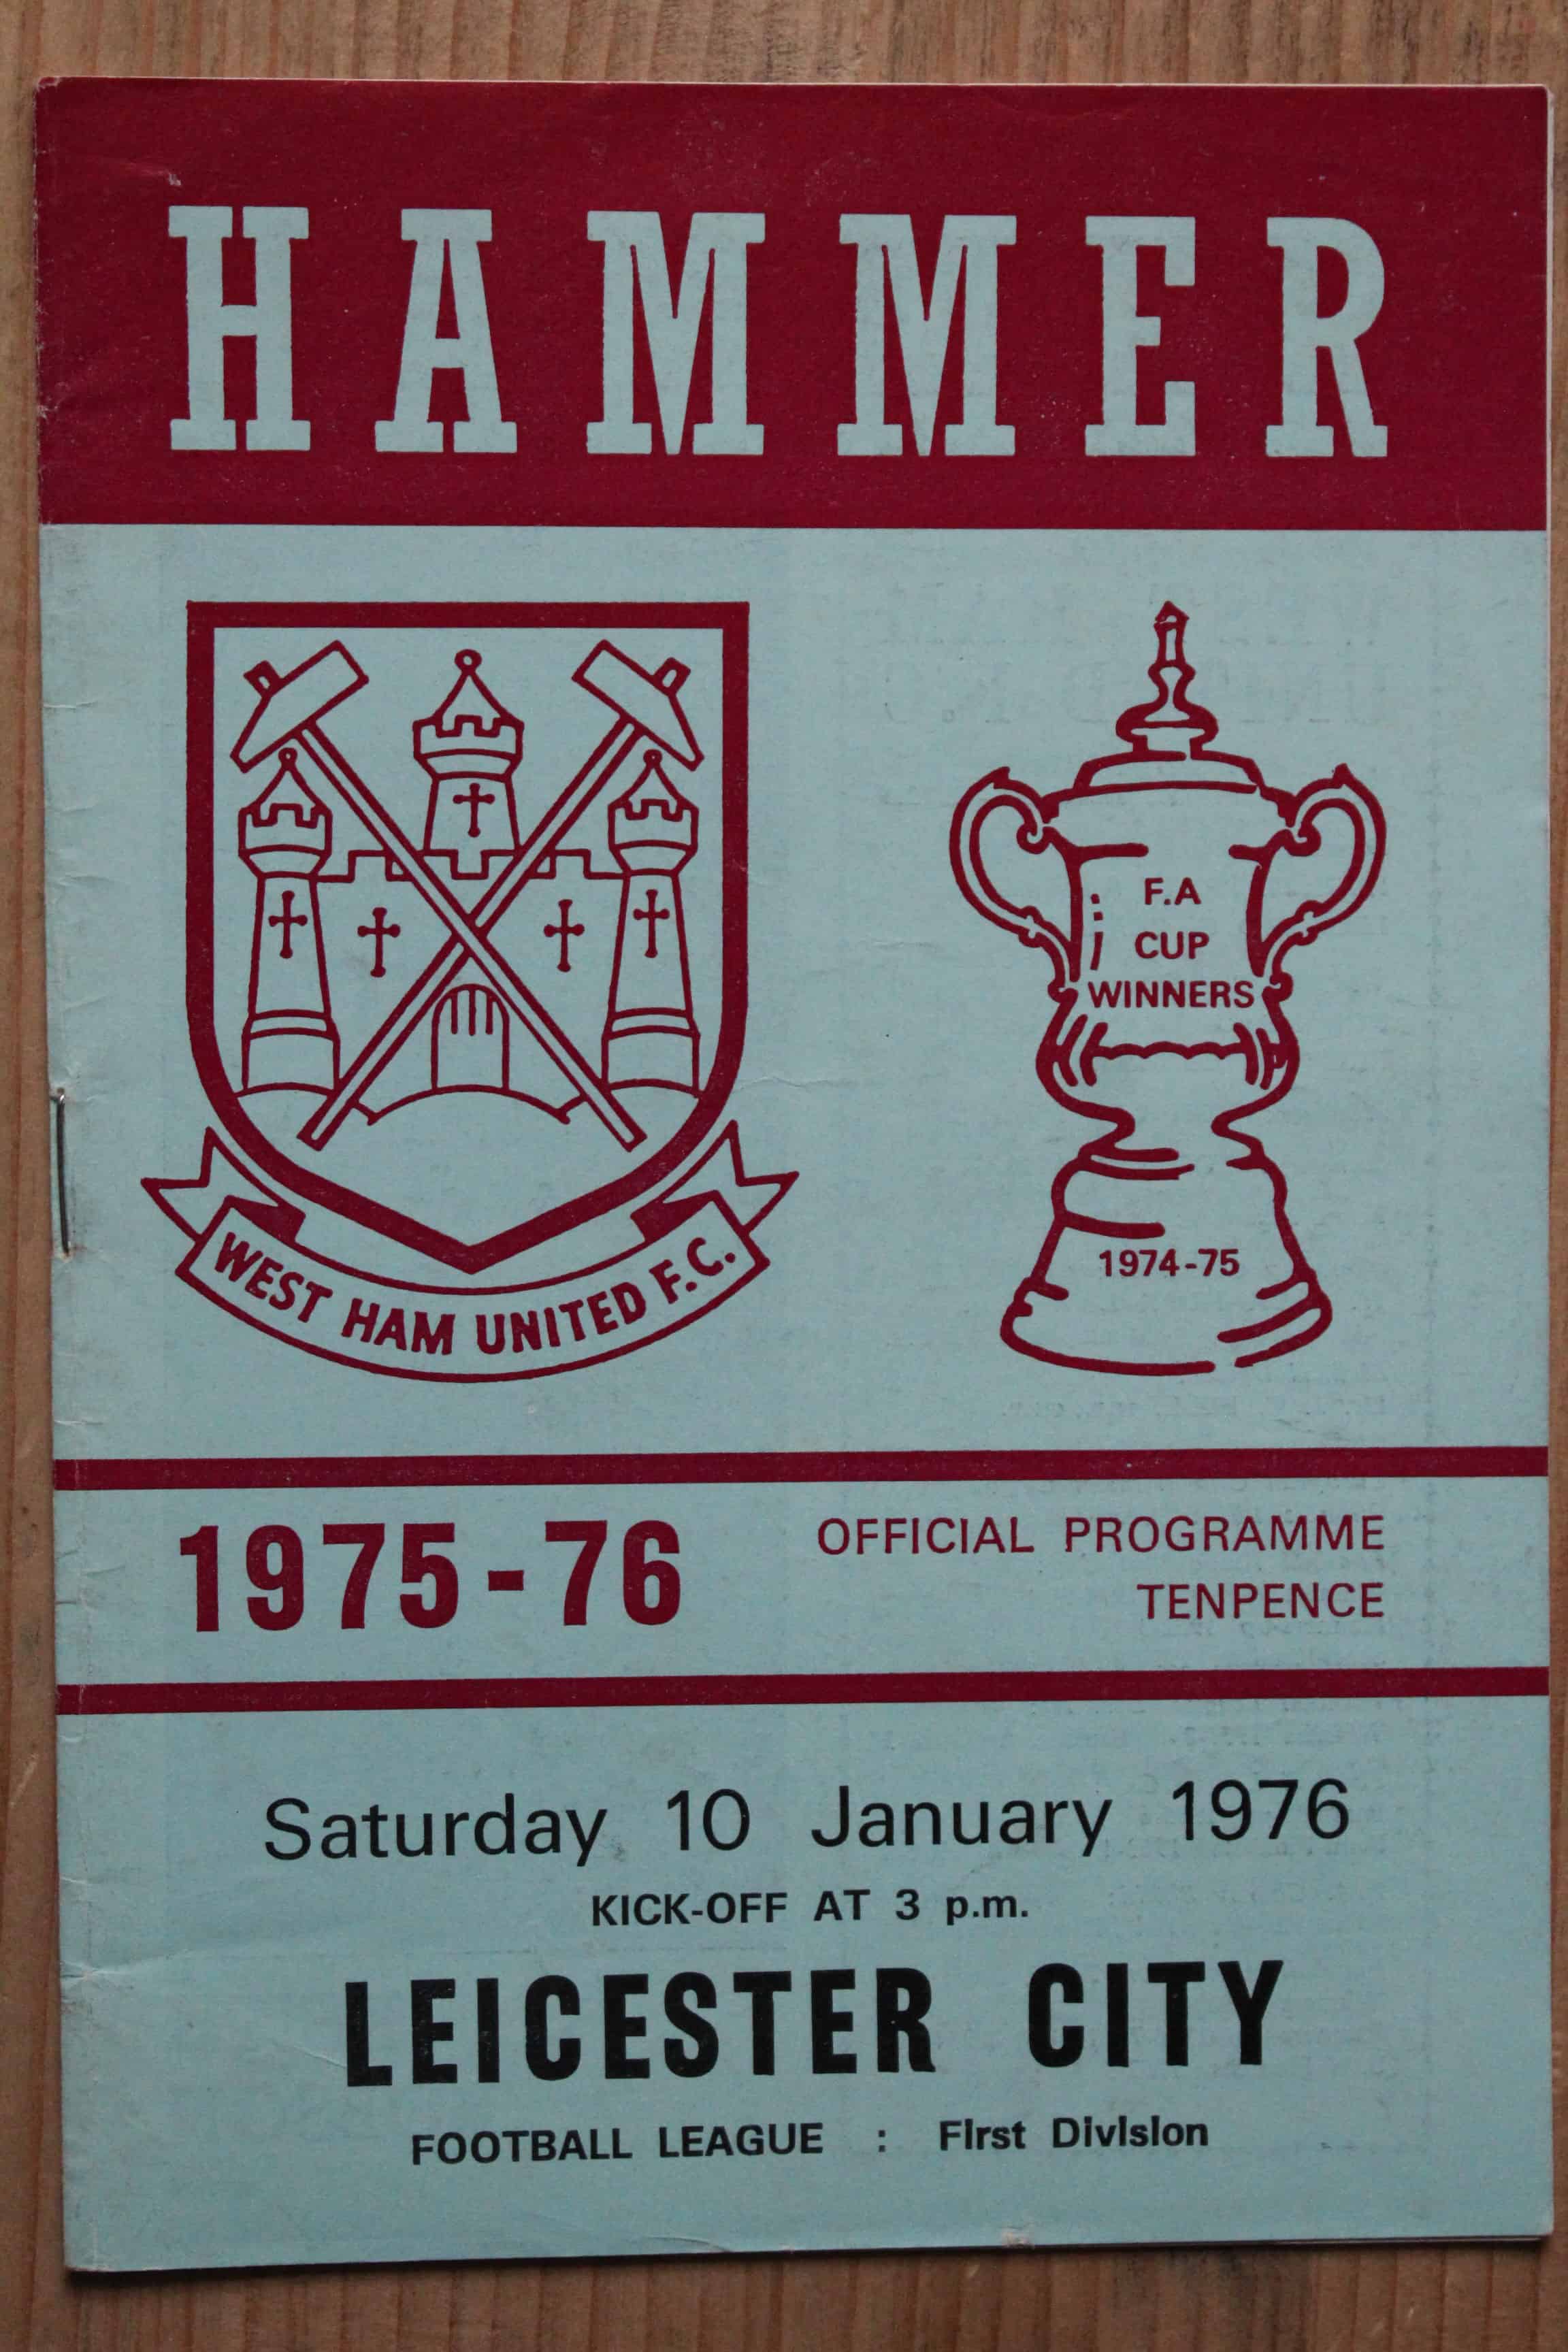 HAMMER
F.A
CUP
WINNERS
1974-75
WEST HAM UNITED F.C.
1975-76
OFFICIAL PROGRAMME
TENPENCE
Saturday 10 January 1976
KICK-OFF AT 3 p.m.
LEICESTER CITY
FOOTBALL LEAGUE : First Division